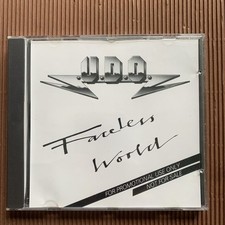 U.D.O.
Faceless
World
FOR PROMOTIONAL USE ONLY
NOT FOR SALE